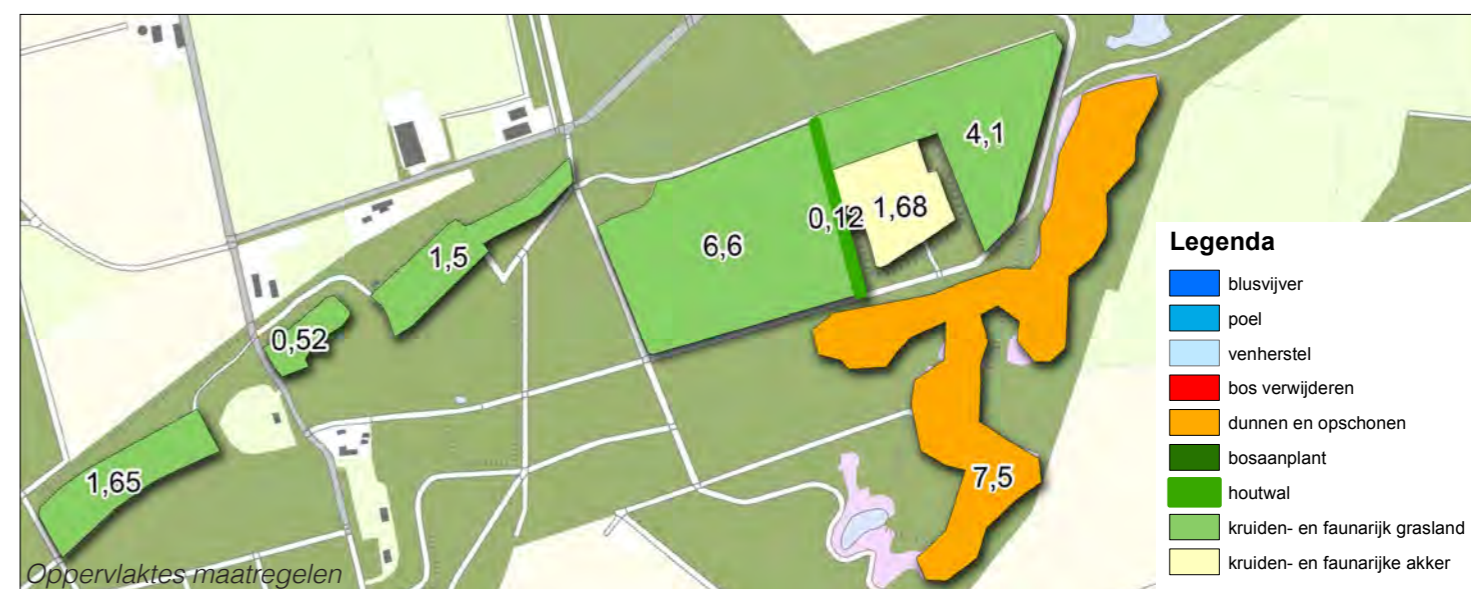 4,1
0,12
1,68
6,6
1,5
0,52
1,65
7,5
Oppervlaktes maatregelen
Legenda
blusvijver
poel
venherstel
bos verwijderen
dunnen en opschonen
bosaanplant
houtwal
kruiden- en faunarijk grasland
kruiden- en faunarijke akker